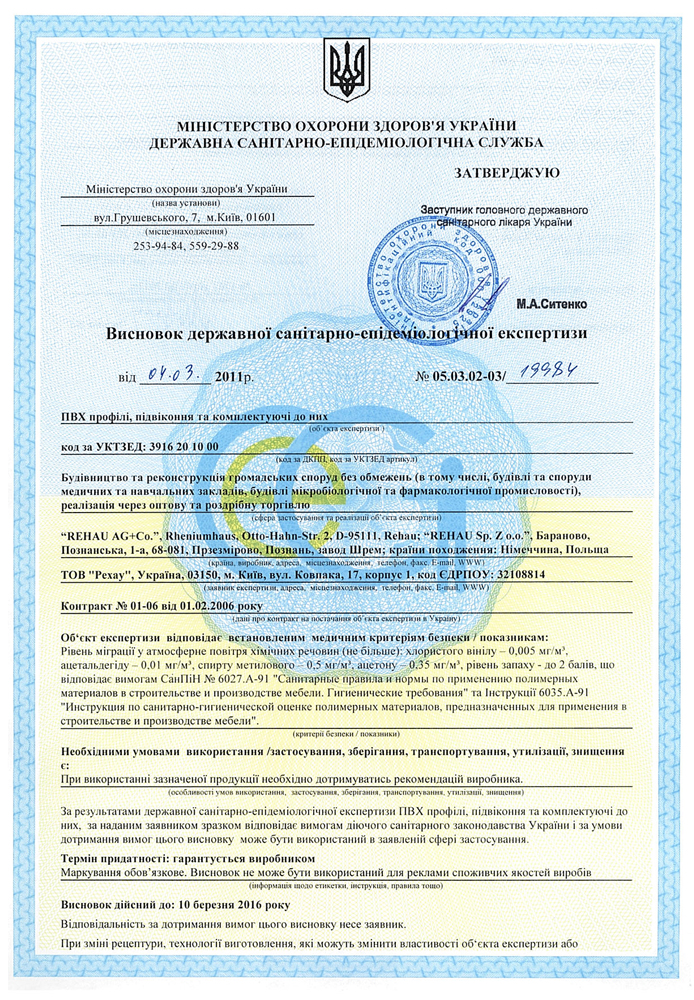 МІНІСТЕРСТВО ОХОРОНИ ЗДОРОВ'Я УКРАЇНИ
ДЕРЖАВНА САНІТАРНО-ЕПІДЕМІОЛОГІЧНА СЛУЖБА
ЗАТВЕРДЖУЮ
Міністерство охорони здоров'я України
(назва установи)
вул.Грушевського, 7, м.Київ, 01601
(місцезнаходження)
253-94-84, 559-29-88
Заступник головного державного
санітарного лікаря України
М.А.Ситенко
Висновок державної санітарно-епідеміологічної експертизи
від 04.03. 2011р.
№ 05.03.02-03/ 19984
ПВХ профілі, підвіконня та комплектуючі до них
(об'єкта експертизи )
код за УКТЗЕД: 3916 20 10 00
(код за ДКПП, код за УКТЗЕД артикул)
Будівництво та реконструкція громадських споруд без обмежень (в тому числі, будівлі та споруди
медичних та навчальних закладів, будівлі мікробіологічної та фармакологічної промисловості),
реалізація через оптову та роздрібну торгівлю
(сфера застосування та реалізації об'єкта експертизи)
“REHAU AG+Co.”, Rheniumhaus, Otto-Hahn-Str. 2, D-95111, Rehau; “REHAU Sp. Z o.o.”, Бараново,
Познанська, 1-а, 68-081, Прзезмірово, Познань, завод Шрем; країни походження: Німеччина, Польща
(країна, виробник, адреса, місцезнаходження, телефон, факс, E-mail, WWW)
ТОВ "Рехау", Україна, 03150, м. Київ, вул. Ковпака, 17, корпус 1, код ЄДРПОУ: 32108814
(заявник експертизи, адреса, місцезнаходження, телефон, факс, E-mail, WWW)
Контракт № 01-06 від 01.02.2006 року
(дані про контракт на постачання об'єкта експертизи в Україну)
Об‘єкт експертизи відповідає встановленим медичним критеріям безпеки / показникам:
Рівень міграції у атмосферне повітря хімічних речовин (не більше): хлористого вінілу – 0,005 мг/м³,
ацетальдегіду – 0,01 мг/м³, спирту метилового – 0,5 мг/м³, ацетону – 0,35 мг/м³, рівень запаху - до 2 балів, що
відповідає вимогам СанПіН № 6027.А-91 "Санитарные правила и нормы по применению полимерных
материалов в строительстве и производстве мебели. Гигиенические требования" та Інструкції 6035.А-91
"Инструкция по санитарно-гигиенической оценке полимерных материалов, предназначенных для применения в
строительстве и производстве мебели".
(критерії безпеки / показники)
Необхідними умовами використання /застосування, зберігання, транспортування, утилізації, знищення
є:
При використанні зазначеної продукції необхідно дотримуватись рекомендацій виробника.
(особливості умов використання, застосування, зберігання, транспортування, утилізації, знищення)
За результатами державної санітарно-епідеміологічної експертизи ПВХ профілі, підвіконня та комплектуючі до
них, за наданим заявником зразком відповідає вимогам діючого санітарного законодавства України і за умови
дотримання вимог цього висновку може бути використаний в заявленій сфері застосування.
Термін придатності: гарантується виробником
Маркування обов’язкове. Висновок не може бути використаний для реклами споживчих якостей виробів
(інформація щодо етикетки, інструкція, правила тощо)
Висновок дійсний до: 10 березня 2016 року
Відповідальність за дотримання вимог цього висновку несе заявник.
При зміні рецептури, технології виготовлення, які можуть змінити властивості об‘єкта експертизи або